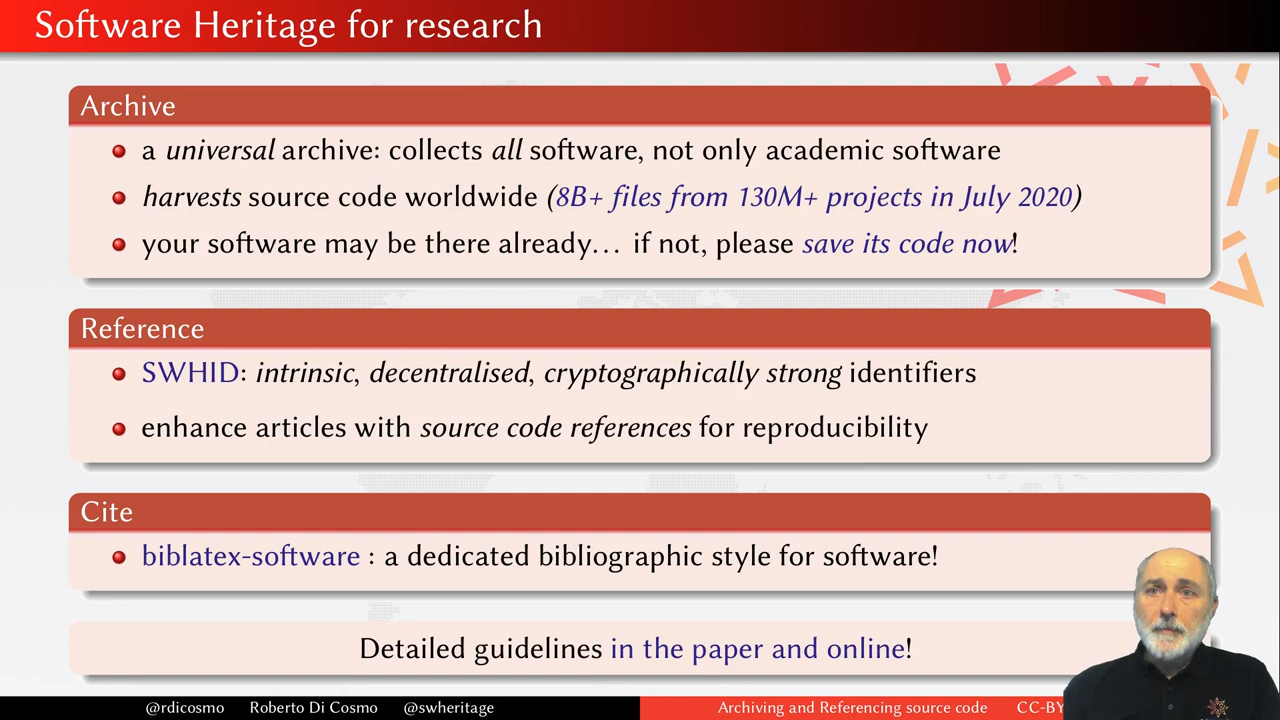 Software Heritage for research
Archive
a universal archive: collects all software, not only academic software
harvests source code worldwide (8B+ files from 130M+ projects in July 2020)
your software may be there already… if not, please save its code now!
Reference
SWHID: intrinsic, decentralised, cryptographically strong identifiers
enhance articles with source code references for reproducibility
Cite
biblatex-software : a dedicated bibliographic style for software!
Detailed guidelines in the paper and online!
@rdicosmo Roberto Di Cosmo @swheritage Archiving and Referencing source code CC-BY